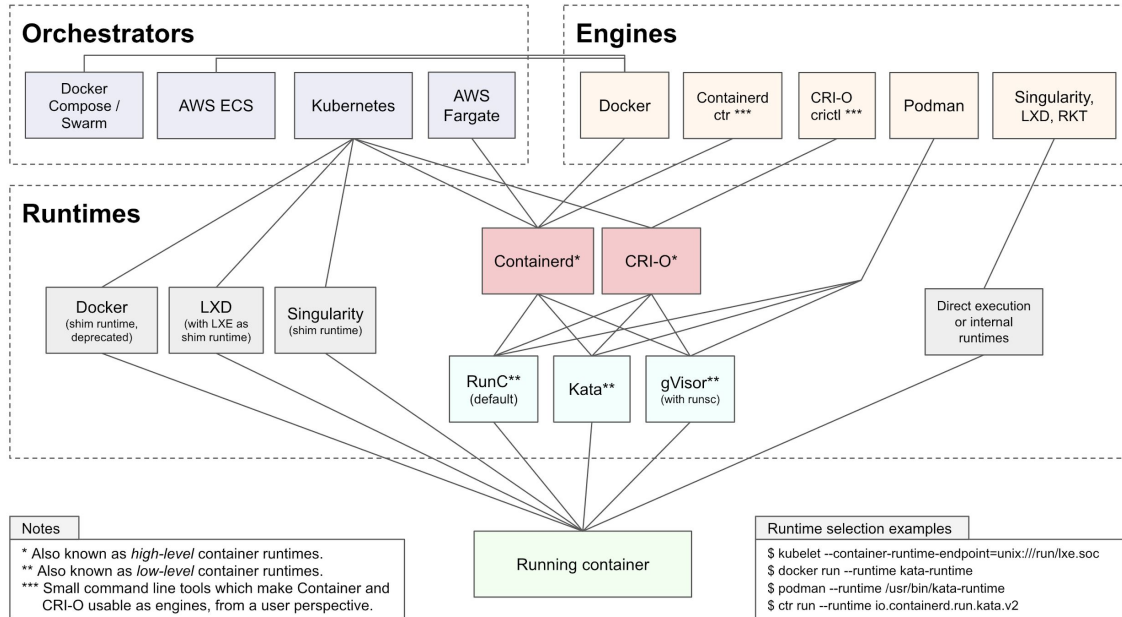 Orchestrators
Engines
Docker
Compose /
Swarm
AWS ECS
Kubernetes
AWS
Fargate
Docker
Containerd
ctr ***
CRI-O
crictl ***
Podman
Singularity,
LXD, RKT
Runtimes
Containerd*
CRI-O*
Docker
(shim runtime,
deprecated)
LXD
(with LXE as
shim runtime)
Singularity
(shim runtime)
Direct execution
or internal
runtimes
RunC**
(default)
Kata**
gVisor**
(with runsc)
Running container
Notes
* Also known as high-level container runtimes.
** Also known as low-level container runtimes.
*** Small command line tools which make Container and
CRI-O usable as engines, from a user perspective.
Runtime selection examples
$ kubelet --container-runtime-endpoint=unix:///run/lxe.soc
$ docker run --runtime kata-runtime
$ podman --runtime /usr/bin/kata-runtime
$ ctr run --runtime io.containerd.run.kata.v2